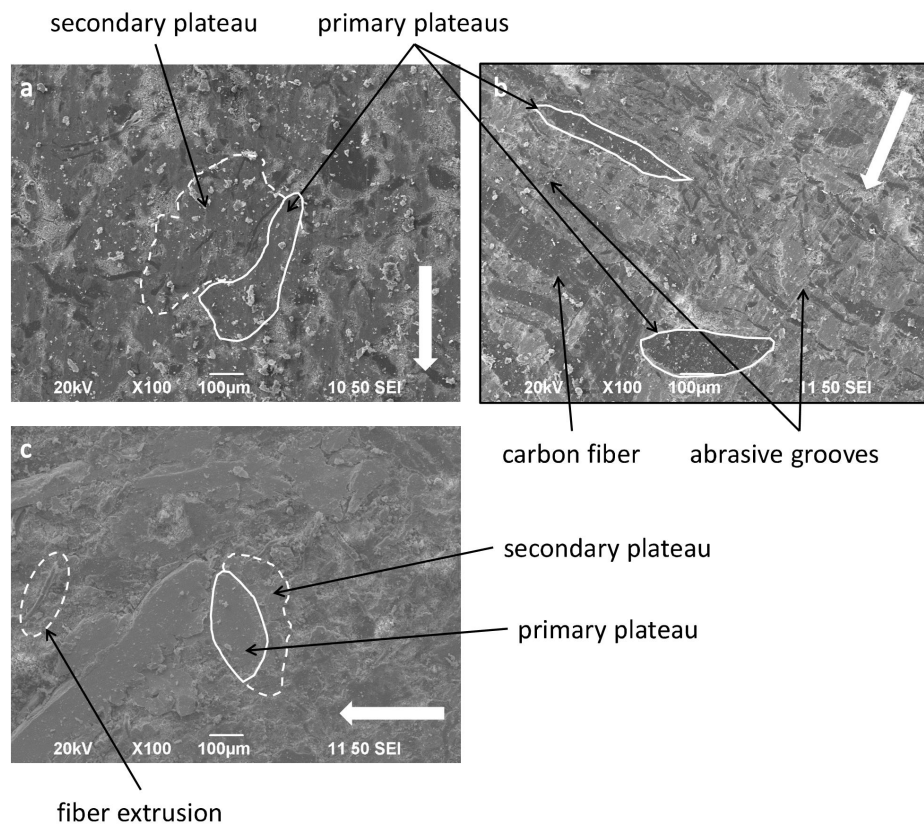 secondary plateau
primary plateaus
a
b
20kV X100 100µm 10 50 SEI
20kV X100 100µm 11 50 SEI
carbon fiber
abrasive grooves
c
secondary plateau
primary plateau
20kV X100 100µm 11 50 SEI
fiber extrusion